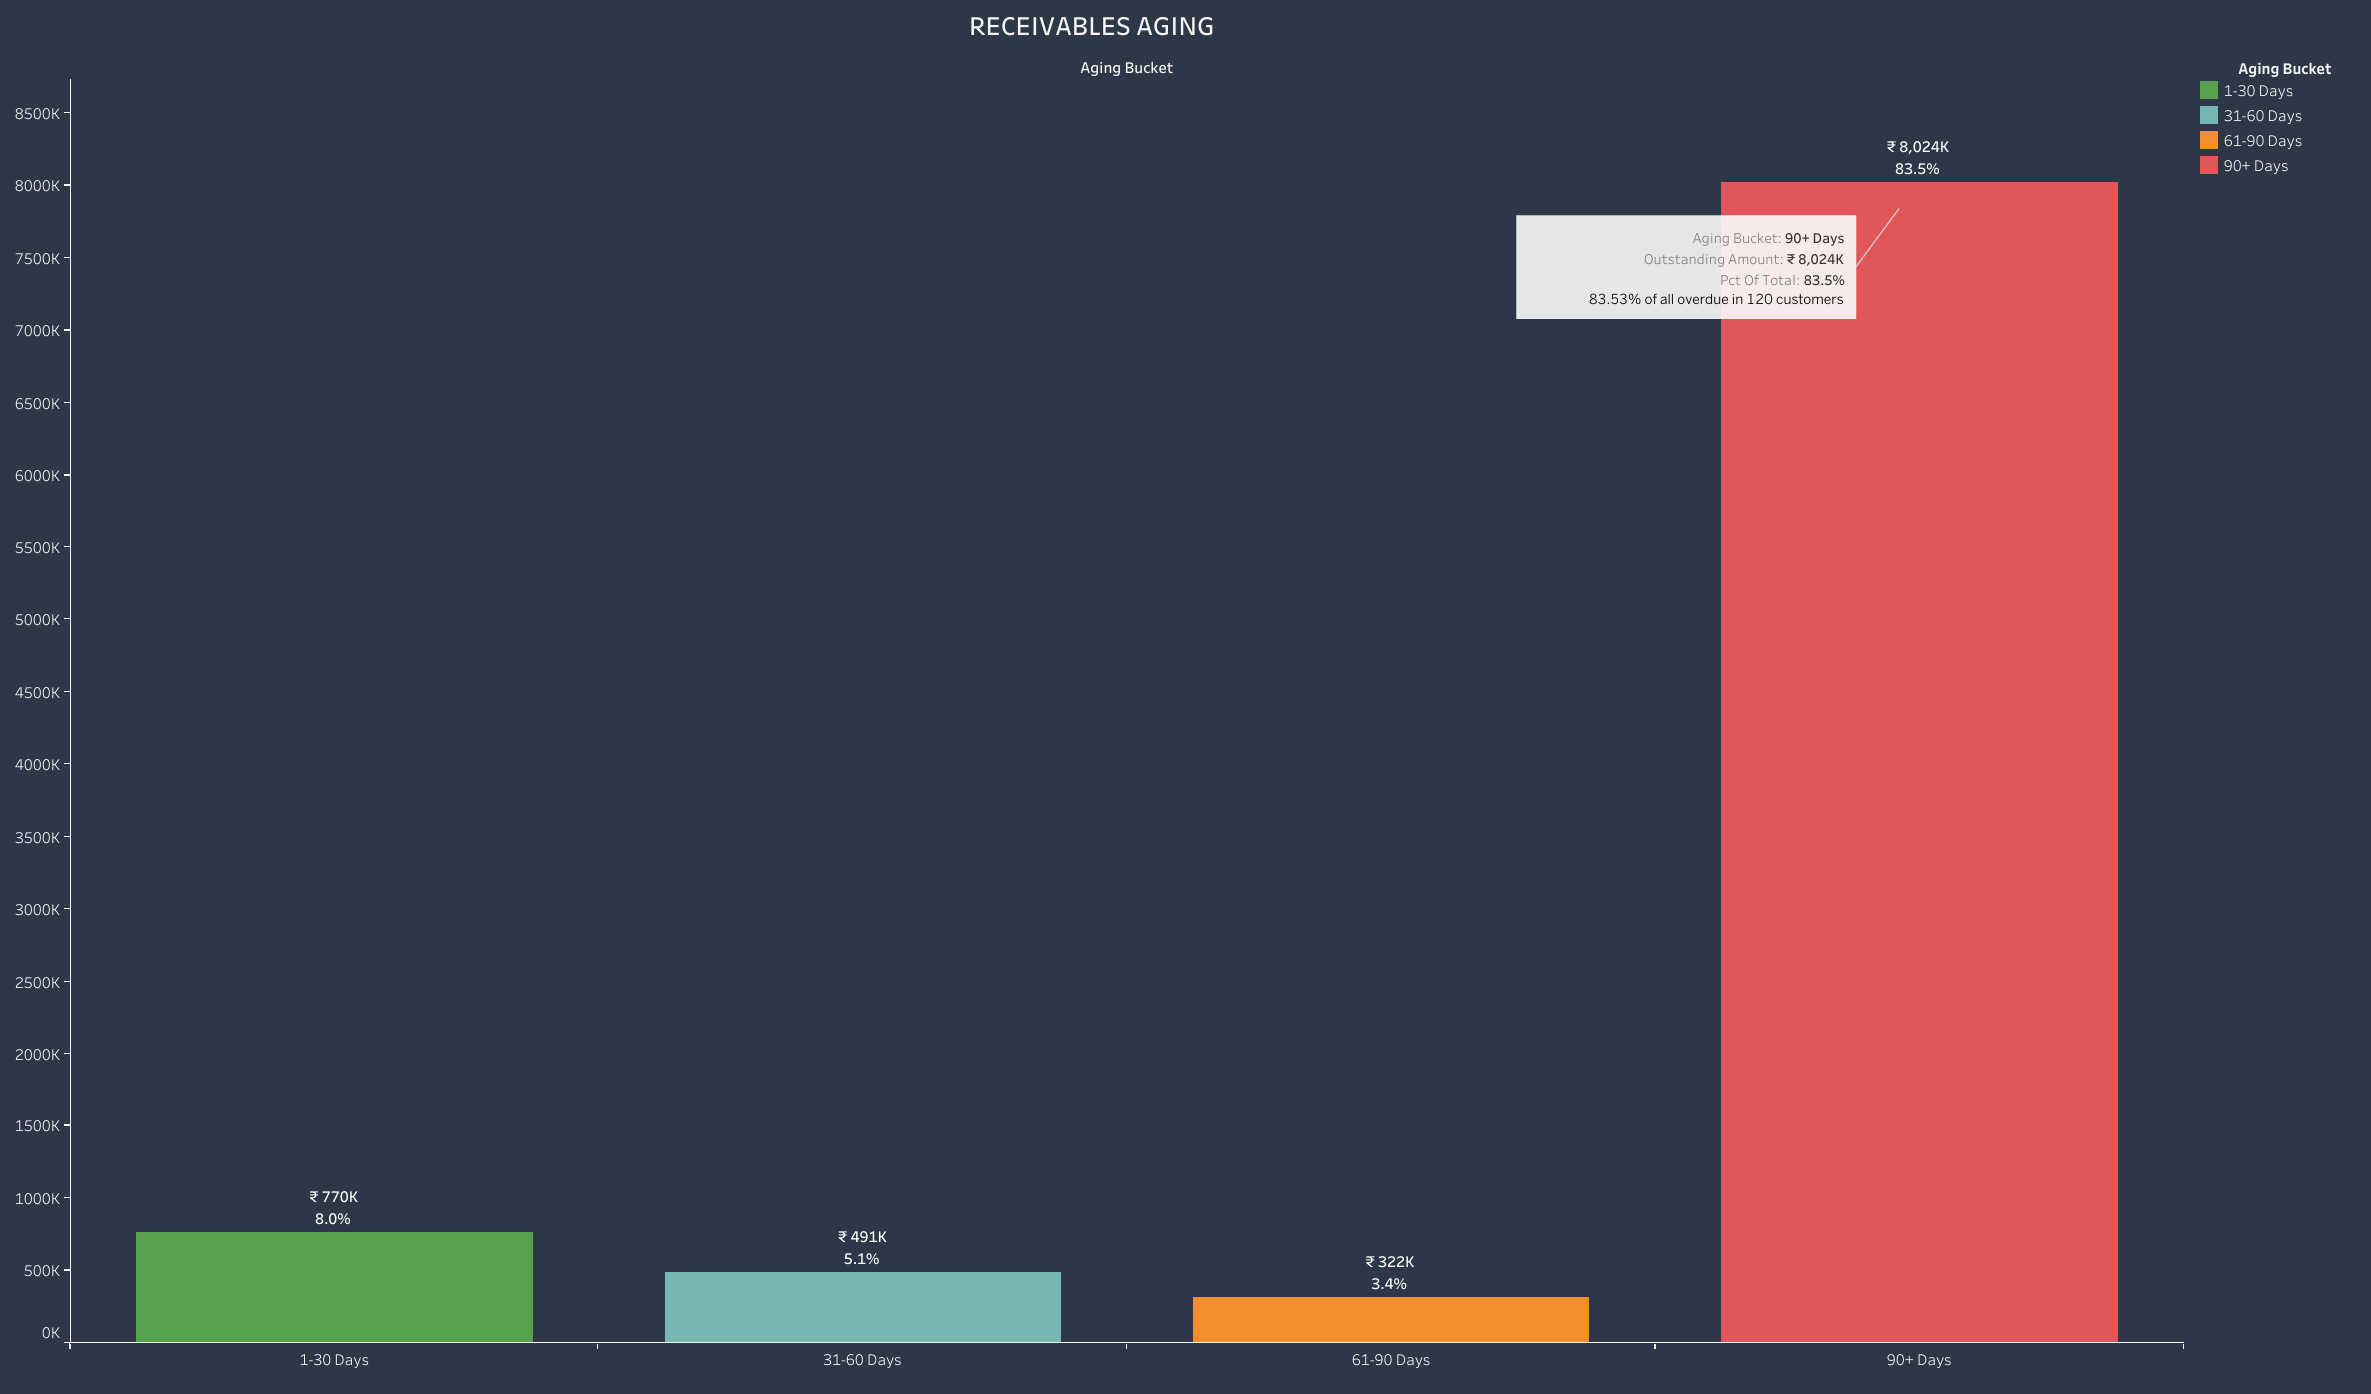 RECEIVABLES AGING
Aging Bucket
Aging Bucket
1-30 Days
31-60 Days
61-90 Days
90+ Days
8500K
8000K
7500K
7000K
6500K
6000K
5500K
5000K
4500K
4000K
3500K
3000K
2500K
2000K
1500K
1000K
500K
0K
₹ 8,024K
83.5%
Aging Bucket: 90+ Days
Outstanding Amount: ₹ 8,024K
Pct Of Total: 83.5%
83.53% of all overdue in 120 customers
₹ 770K
8.0%
₹ 491K
5.1%
₹ 322K
3.4%
1-30 Days
31-60 Days
61-90 Days
90+ Days